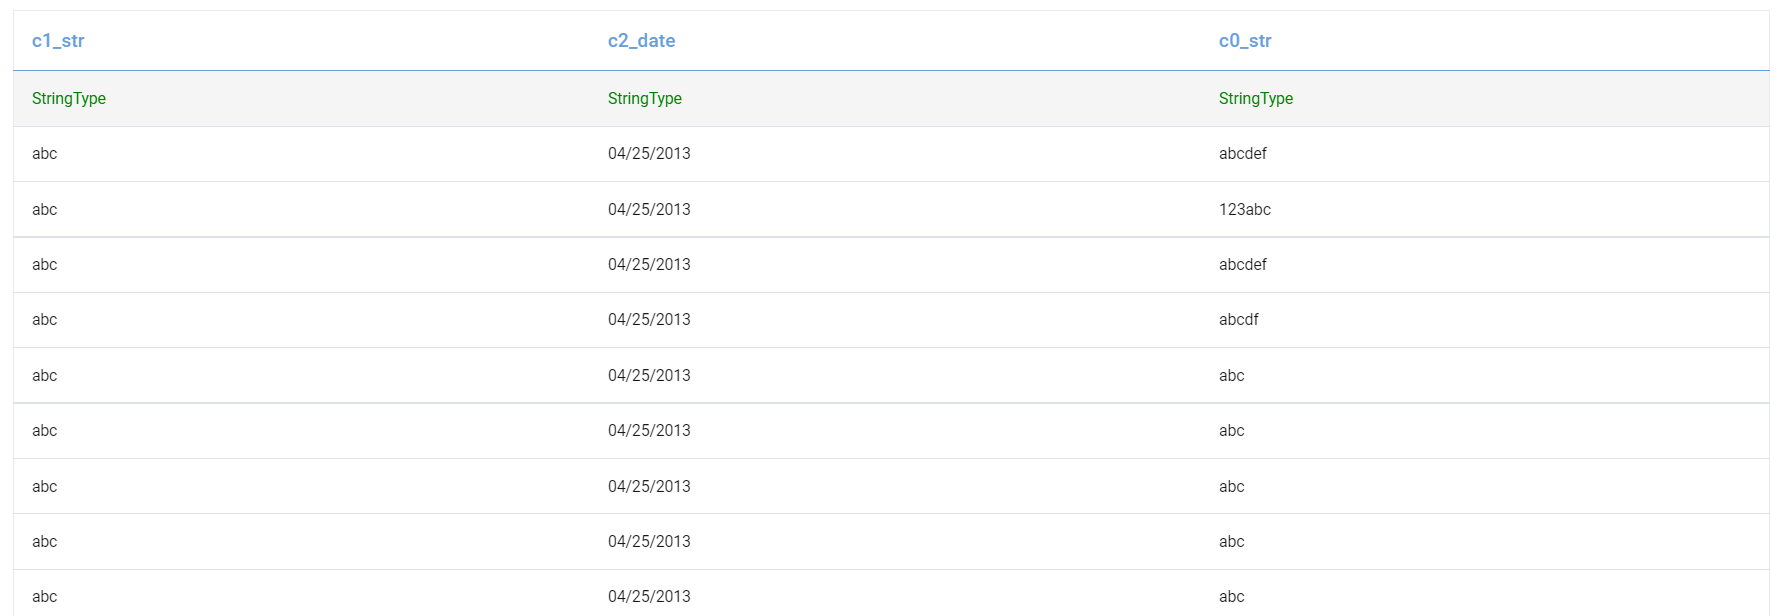 c1_str c2_date c0_str
StringType StringType StringType
abc 04/25/2013 abcdef
abc 04/25/2013 123abc
abc 04/25/2013 abcdef
abc 04/25/2013 abcdf
abc 04/25/2013 abc
abc 04/25/2013 abc
abc 04/25/2013 abc
abc 04/25/2013 abc
abc 04/25/2013 abc